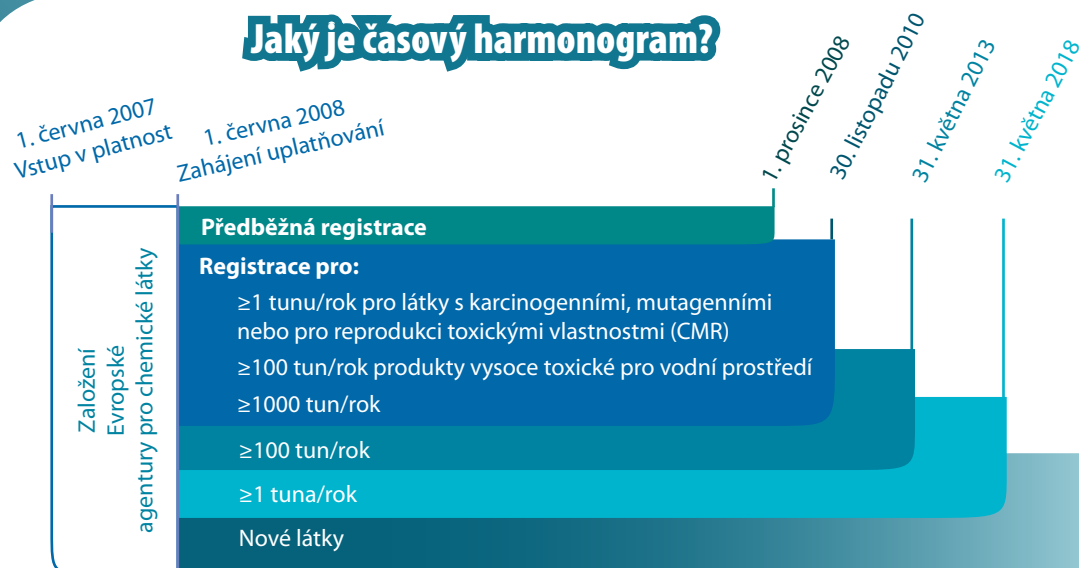 Jaký je časový harmonogram?
1. června 2007
Vstup v platnost
1. června 2008
Zahájení uplatňování
1. prosince 2008
30. listopadu 2010
31. května 2013
31. května 2018
Založení
Evropské
agentury pro chemické látky
Předběžná registrace
Registrace pro:
≥1 tunu/rok pro látky s karcinogenními, mutagenními
nebo pro reprodukci toxickými vlastnostmi (CMR)
≥100 tun/rok produkty vysoce toxické pro vodní prostředí
≥1000 tun/rok
≥100 tun/rok
≥1 tuna/rok
Nové látky